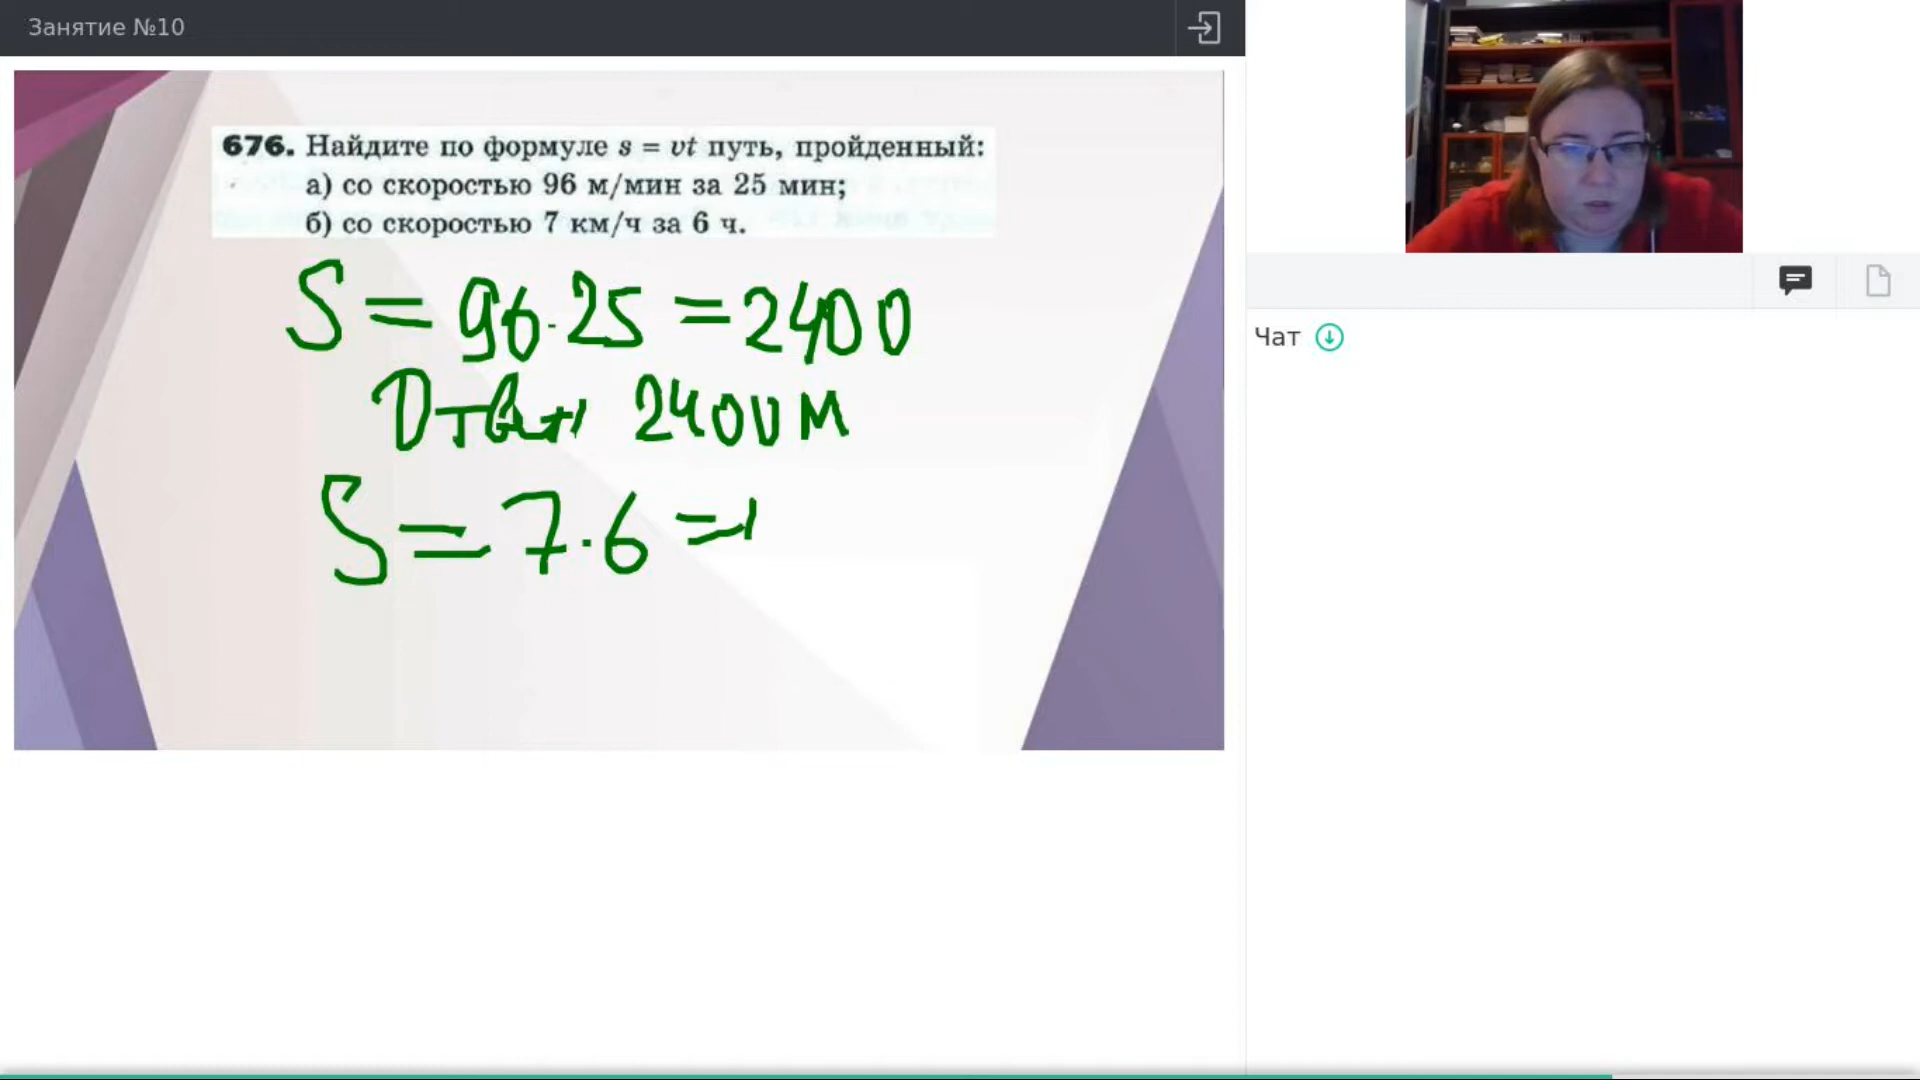 Занятие №10
676. Найдите по формуле s = vt путь, пройденный:
а) со скоростью 96 м/мин за 25 мин;
б) со скоростью 7 км/ч за 6 ч.
S = 96 · 25 = 2400
Ответ 2400 м
S = 7 · 6 =
Чат